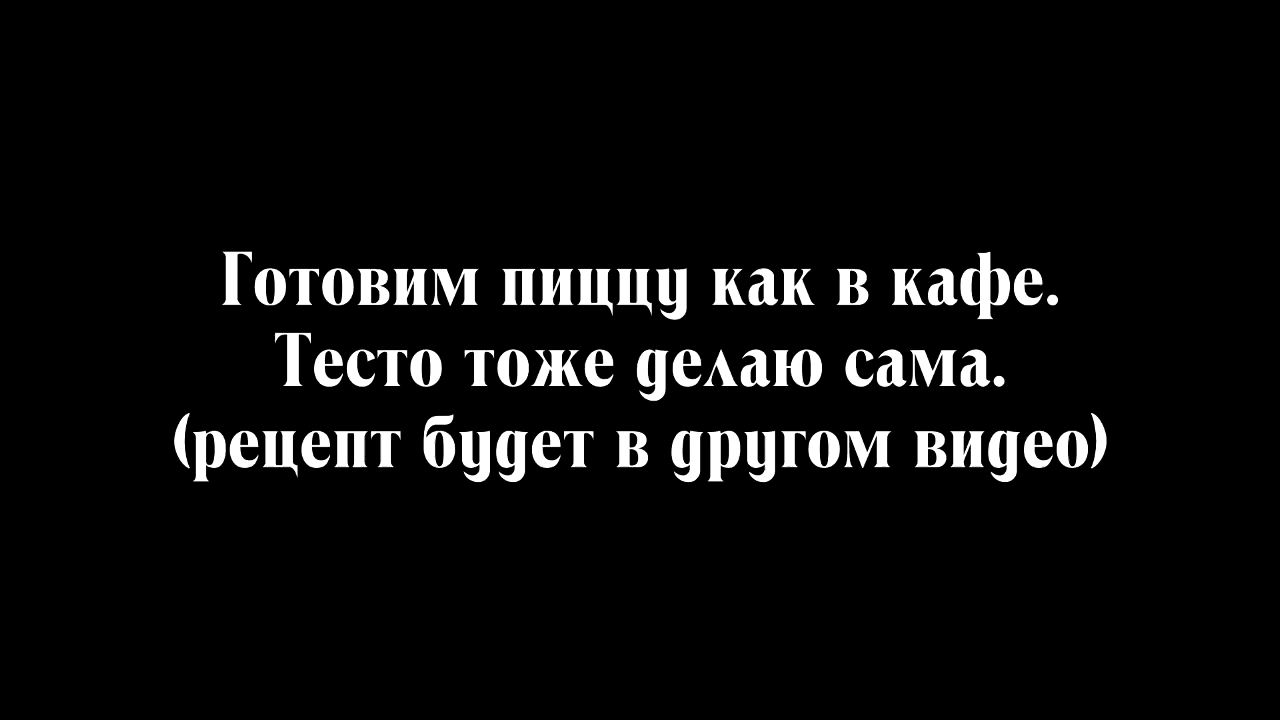 Готовим пиццу как в кафе.
Тесто тоже делаю сама.
(рецепт будет в другом видео)